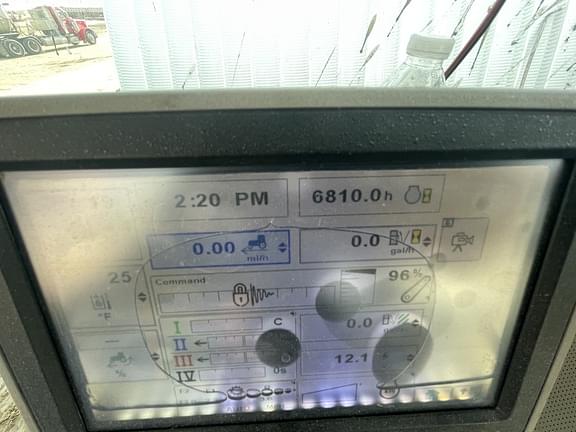 2:20 PM
6810.0h
0.00
mi/h
0.0
gal/h
25
°F
Command
96%
I
C
0.0
II
III
12.1
IV
0s
%